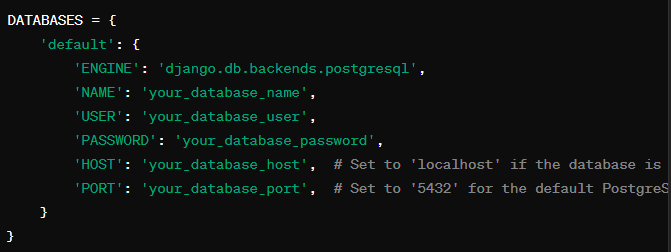 DATABASES = {
    'default': {
        'ENGINE': 'django.db.backends.postgresql',
        'NAME': 'your_database_name',
        'USER': 'your_database_user',
        'PASSWORD': 'your_database_password',
        'HOST': 'your_database_host',  # Set to 'localhost' if the database is
        'PORT': 'your_database_port',  # Set to '5432' for the default PostgreS
    }
}